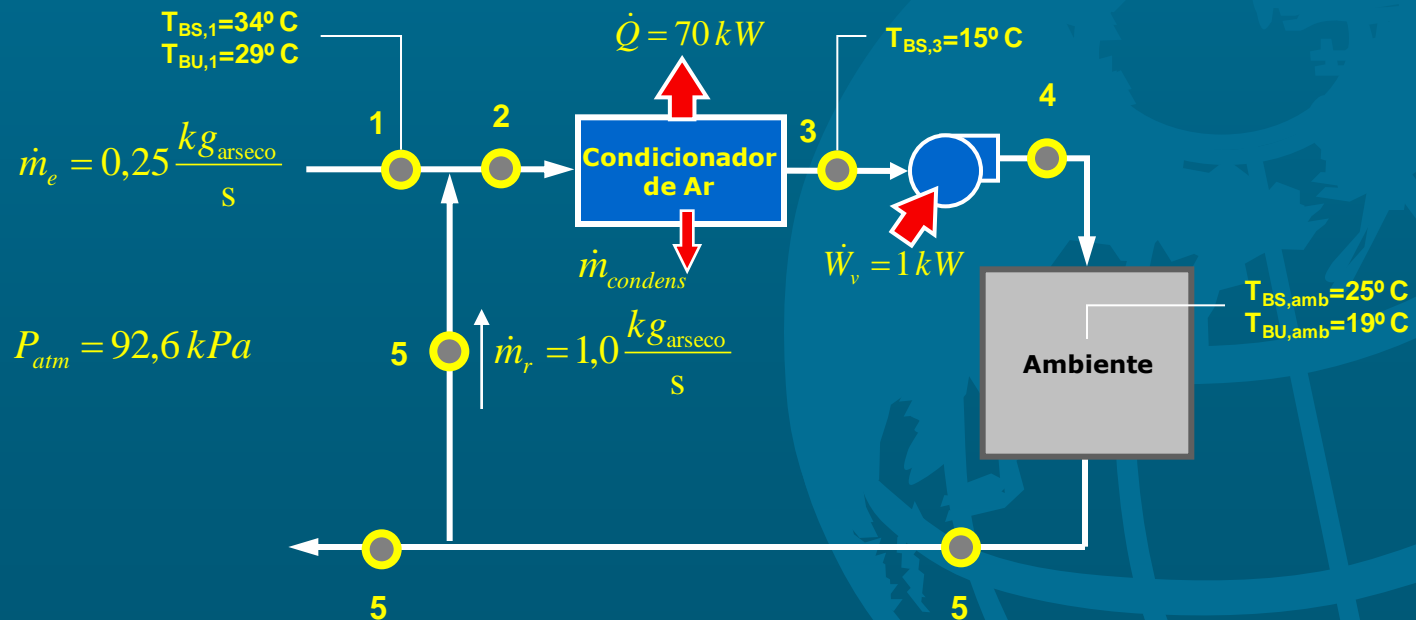 T_BS,1=34º C
T_BU,1=29º C
Q̇ = 70 kW
T_BS,3=15º C
1
2
3
4
ṁ_e = 0,25 kg_arseco/s
Condicionador
de Ar
ṁ_condens
Ẇ_v = 1 kW
T_BS,amb=25º C
T_BU,amb=19º C
P_atm = 92,6 kPa
5
ṁ_r = 1,0 kg_arseco/s
Ambiente
5
5